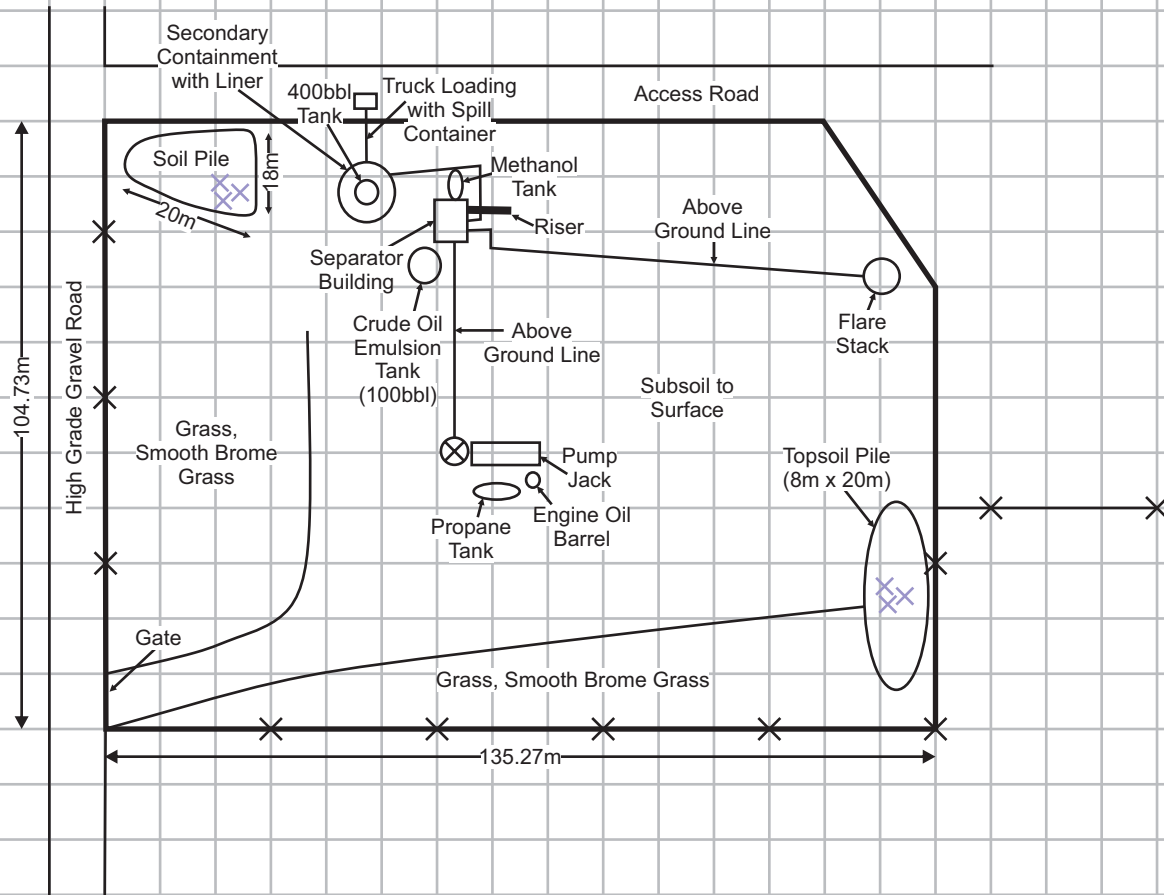 Secondary
Containment
with Liner
400bbl
Tank
Truck Loading
with Spill
Container
Access Road
Soil Pile
18m
20m
Methanol
Tank
Riser
Above
Ground Line
Separator
Building
Flare
Stack
Crude Oil
Emulsion
Tank
(100bbl)
Above
Ground Line
104.73m
High Grade Gravel Road
Subsoil to
Surface
Grass,
Smooth Brome
Grass
Pump
Jack
Topsoil Pile
(8m x 20m)
Propane
Tank
Engine Oil
Barrel
Gate
Grass, Smooth Brome Grass
135.27m